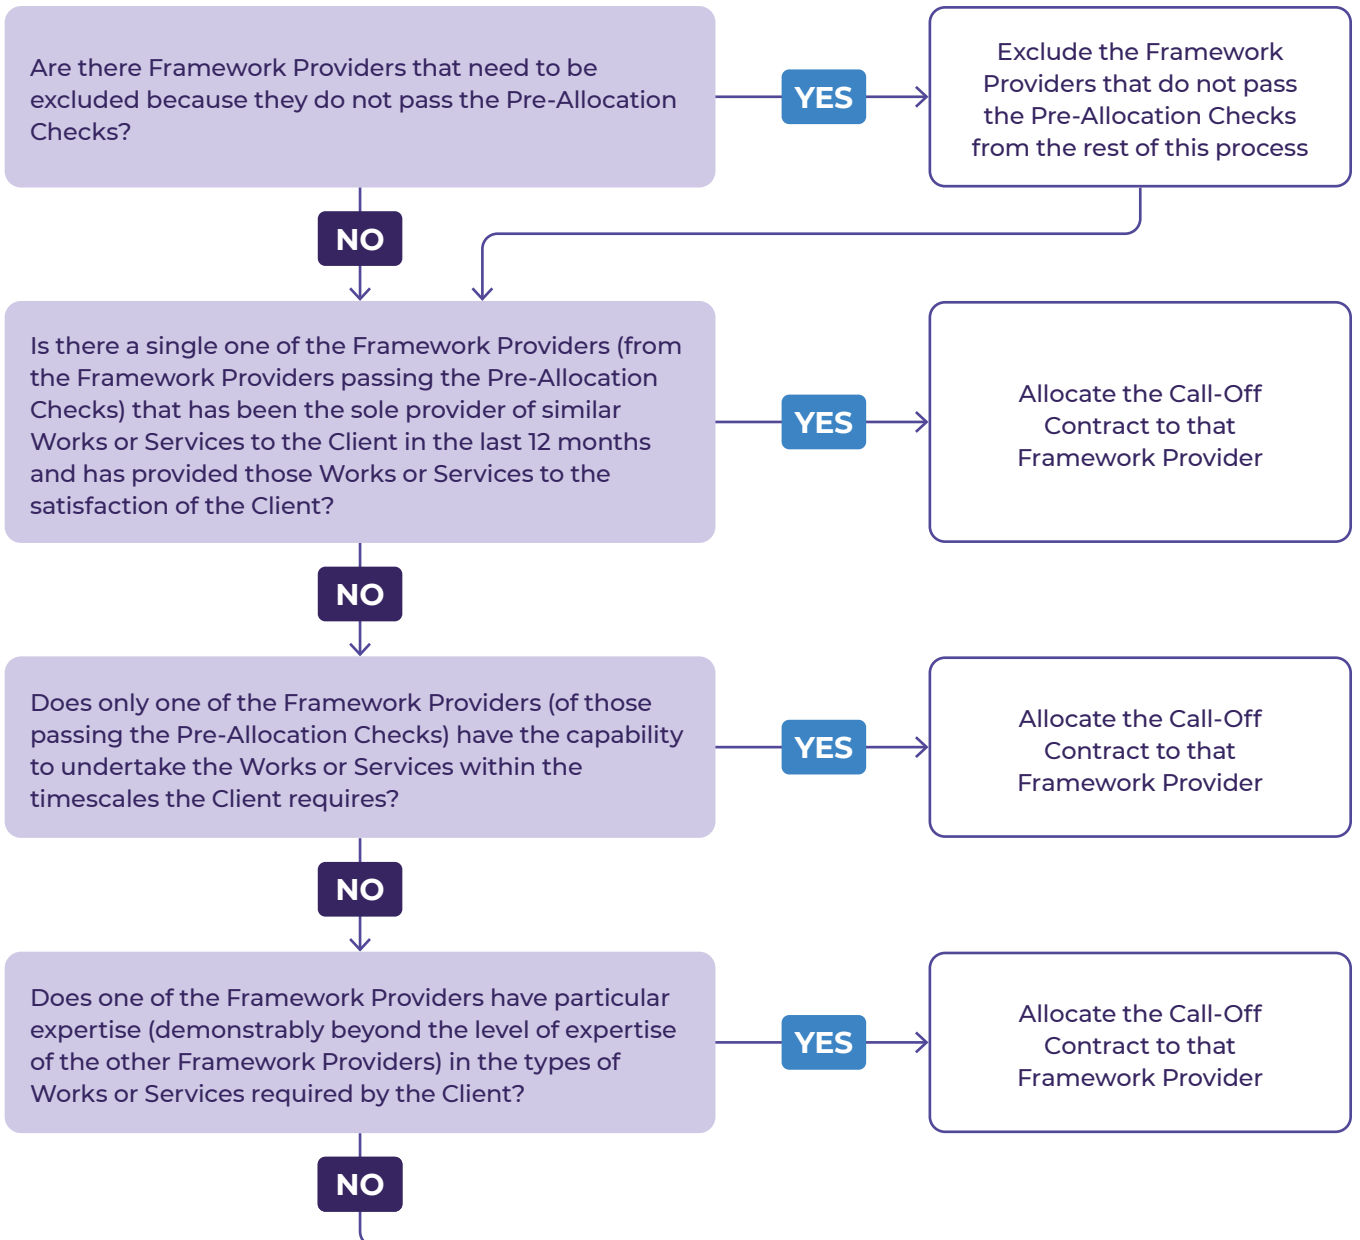 Are there Framework Providers that need to be
excluded because they do not pass the Pre-Allocation
Checks?
YES
Exclude the Framework
Providers that do not pass
the Pre-Allocation Checks
from the rest of this process
NO
Is there a single one of the Framework Providers (from
the Framework Providers passing the Pre-Allocation
Checks) that has been the sole provider of similar
Works or Services to the Client in the last 12 months
and has provided those Works or Services to the
satisfaction of the Client?
YES
Allocate the Call-Off
Contract to that
Framework Provider
NO
Does only one of the Framework Providers (of those
passing the Pre-Allocation Checks) have the capability
to undertake the Works or Services within the
timescales the Client requires?
YES
Allocate the Call-Off
Contract to that
Framework Provider
NO
Does one of the Framework Providers have particular
expertise (demonstrably beyond the level of expertise
of the other Framework Providers) in the types of
Works or Services required by the Client?
YES
Allocate the Call-Off
Contract to that
Framework Provider
NO